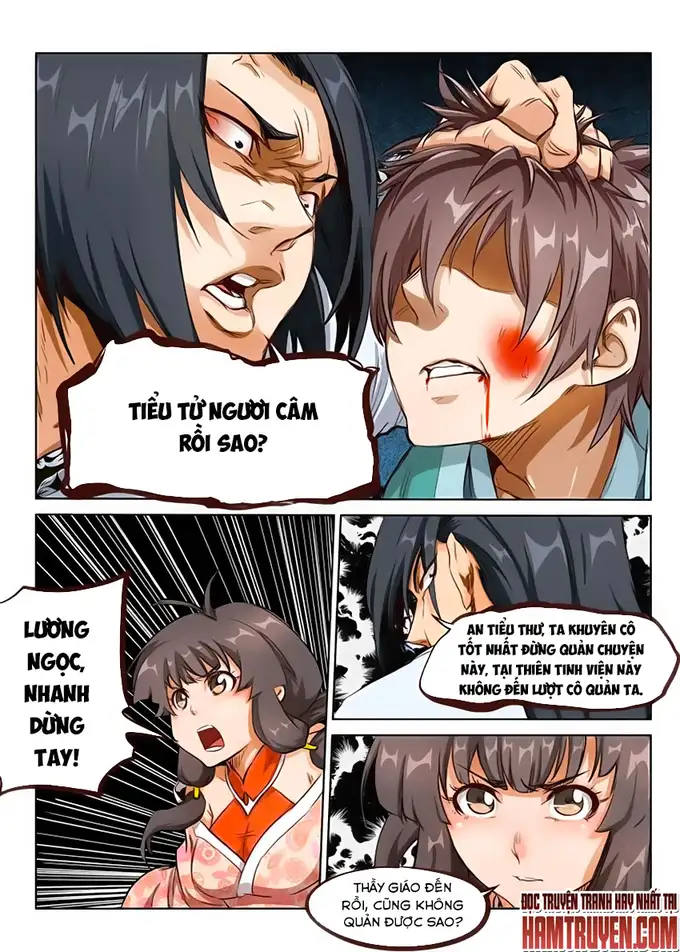 TIỂU TỬ NGƯỜI CÂM
RỒI SAO?
LƯƠNG
NGỌC,
NHANH
DỪNG
TAY!
AN TIỂU THƯ, TA KHUYÊN CÔ
TỐT NHẤT ĐỪNG QUẢN CHUYỆN
NÀY, TẠI THIÊN TINH VIỆN NÀY
KHÔNG ĐẾN LƯỢT CÔ QUẢN TA.
THẦY GIÁO ĐẾN
RỒI, CŨNG KHÔNG
QUẢN ĐƯỢC SAO?
ĐỌC TRUYỆN TRANH HAY NHẤT TẠI
HAMTRUYEN.COM